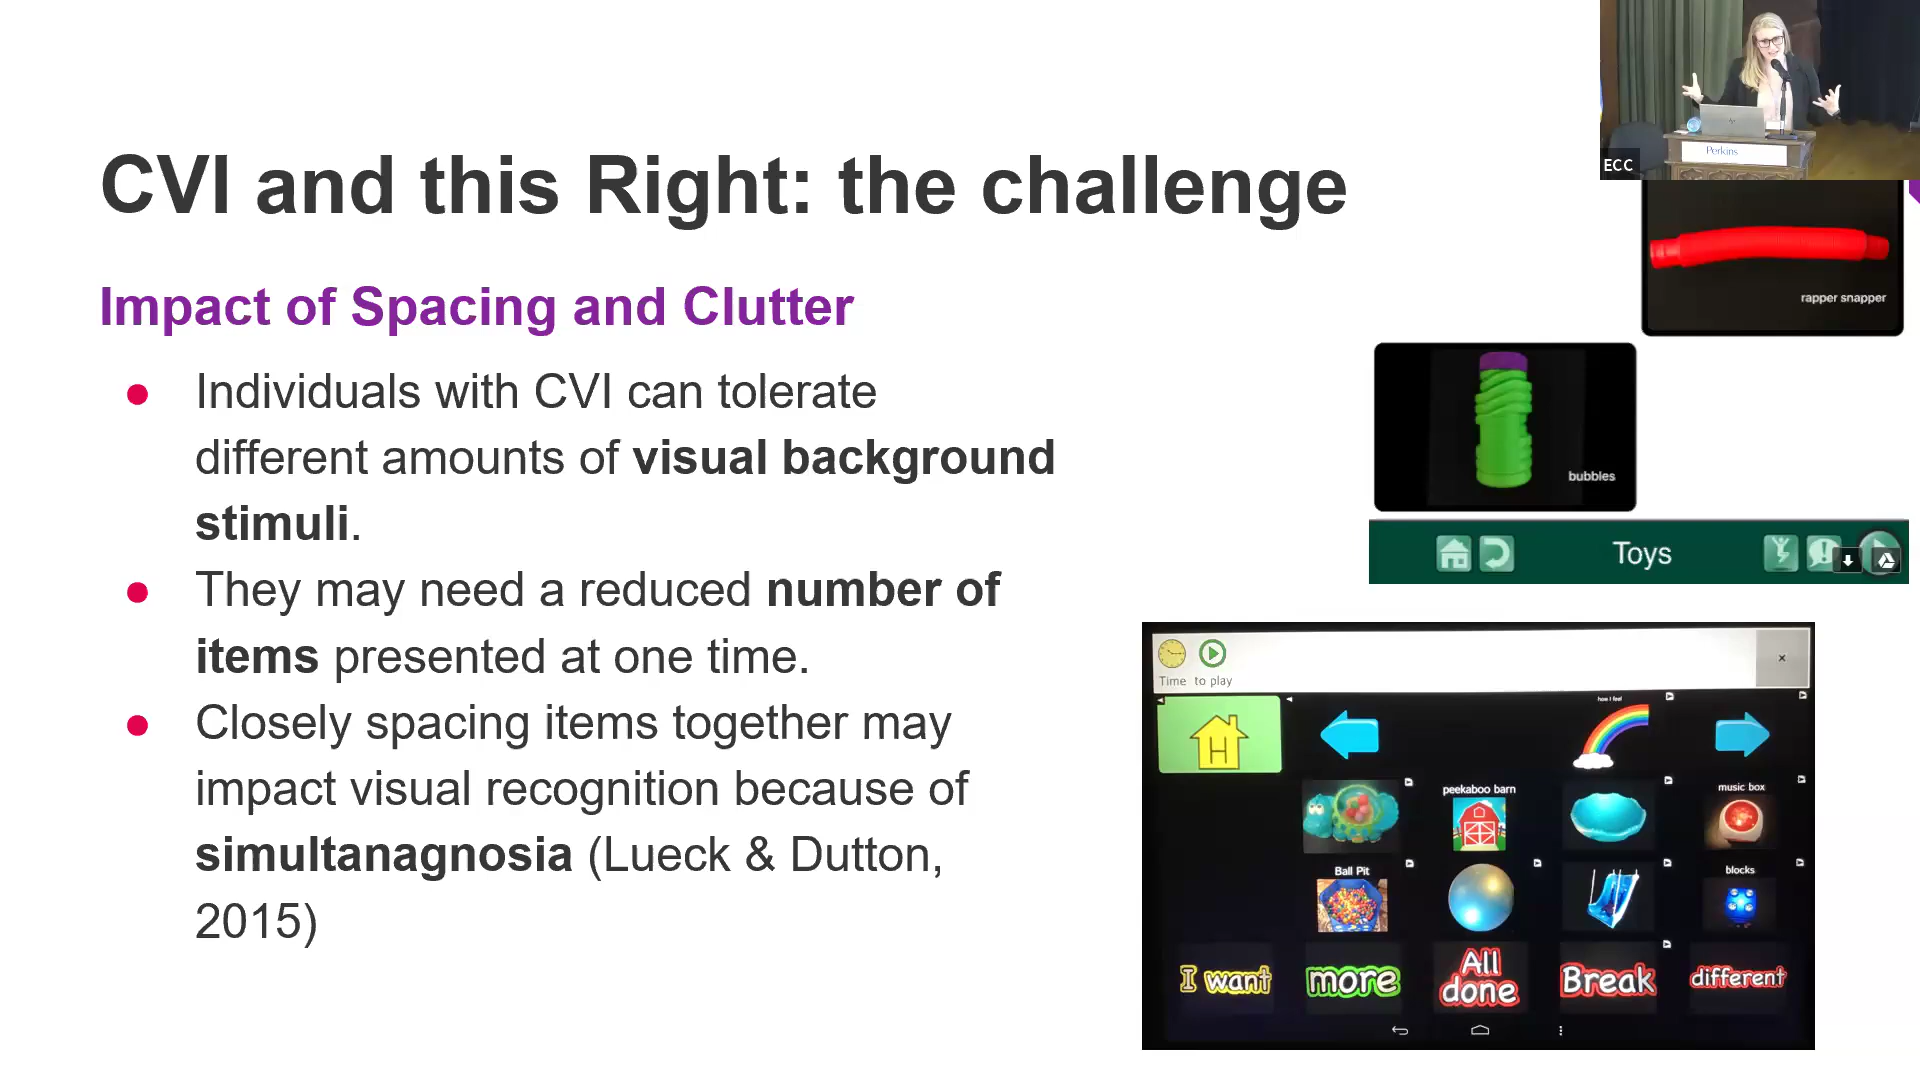 CVI and this Right: the challenge
Impact of Spacing and Clutter
● Individuals with CVI can tolerate
different amounts of visual background
stimuli.
● They may need a reduced number of
items presented at one time.
● Closely spacing items together may
impact visual recognition because of
simultanagnosia (Lueck & Dutton,
2015)
ECC
Perkins
rapper snapper
bubbles
Toys
Time to play
how I feel
H
peekaboo barn
music box
Ball Pit
blocks
I want
more
All
done
Break
different